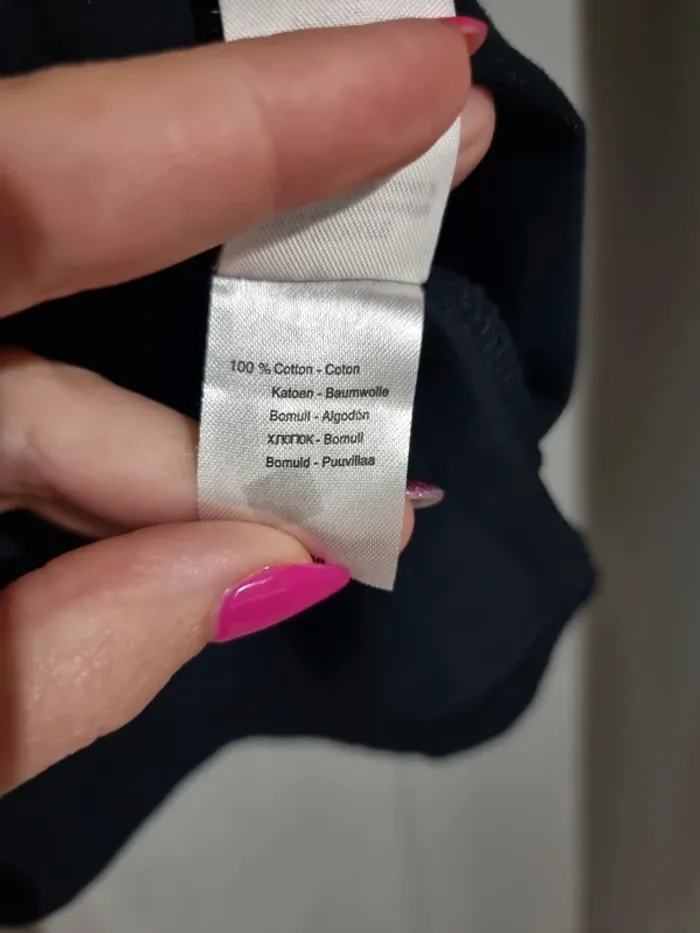 100 % Cotton - Coton
Katoen - Baumwolle
Bomull - Algodón
хлопок - Bomull
Bomuld - Puuvillaa